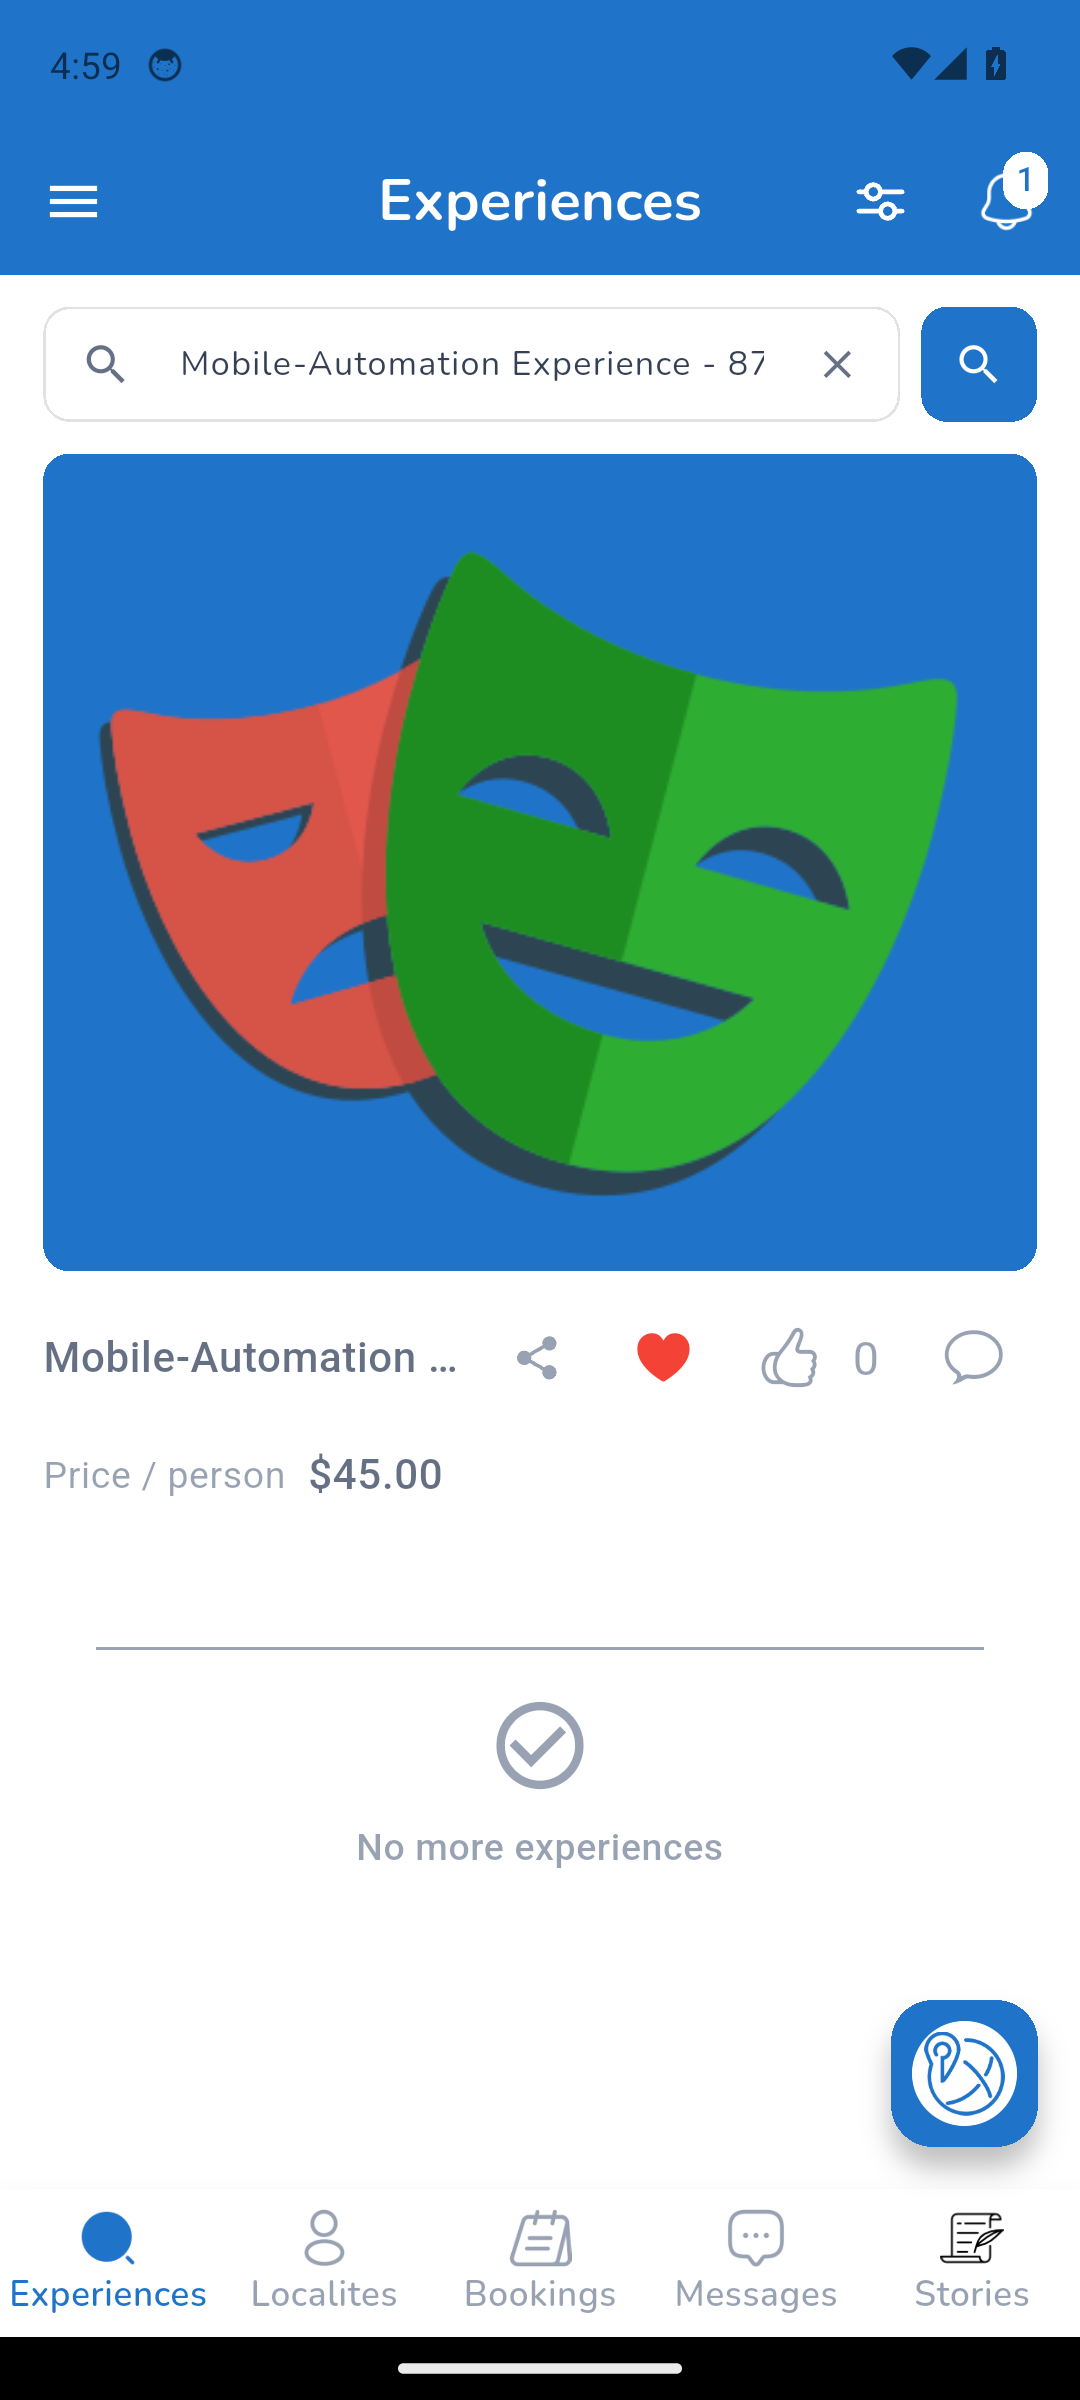 4:59
Experiences
1
Mobile-Automation Experience - 87
Mobile-Automation ...
0
Price / person $45.00
No more experiences
Experiences
Localites
Bookings
Messages
Stories